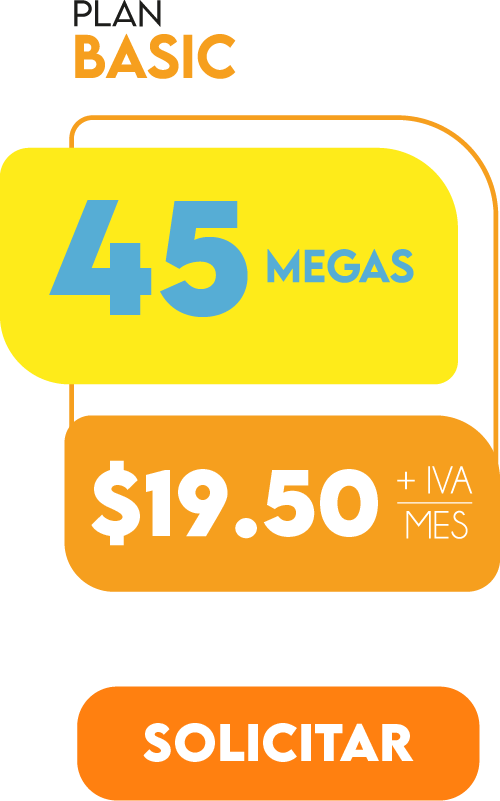 PLAN
BASIC
45 MEGAS
$19.50 + IVA
MES
SOLICITAR